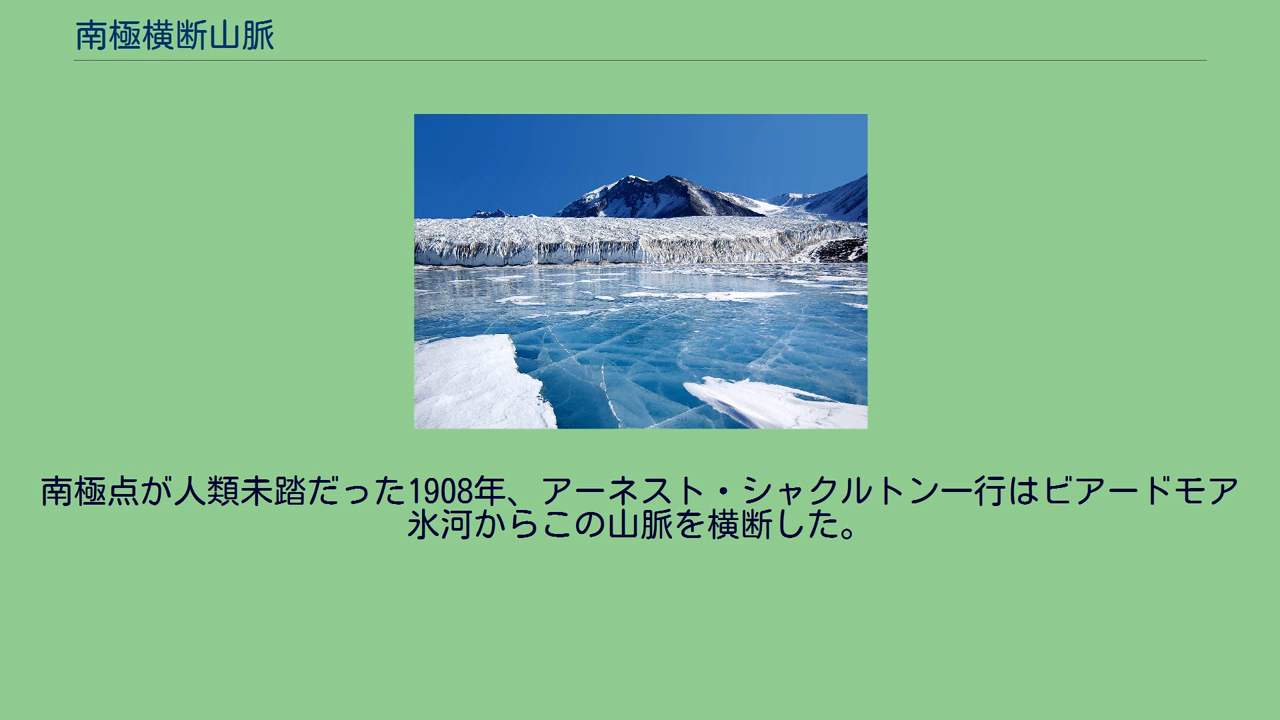 南極横断山脈
南極点が人類未踏だった1908年、アーネスト・シャクルトン一行はビアードモア
氷河からこの山脈を横断した。